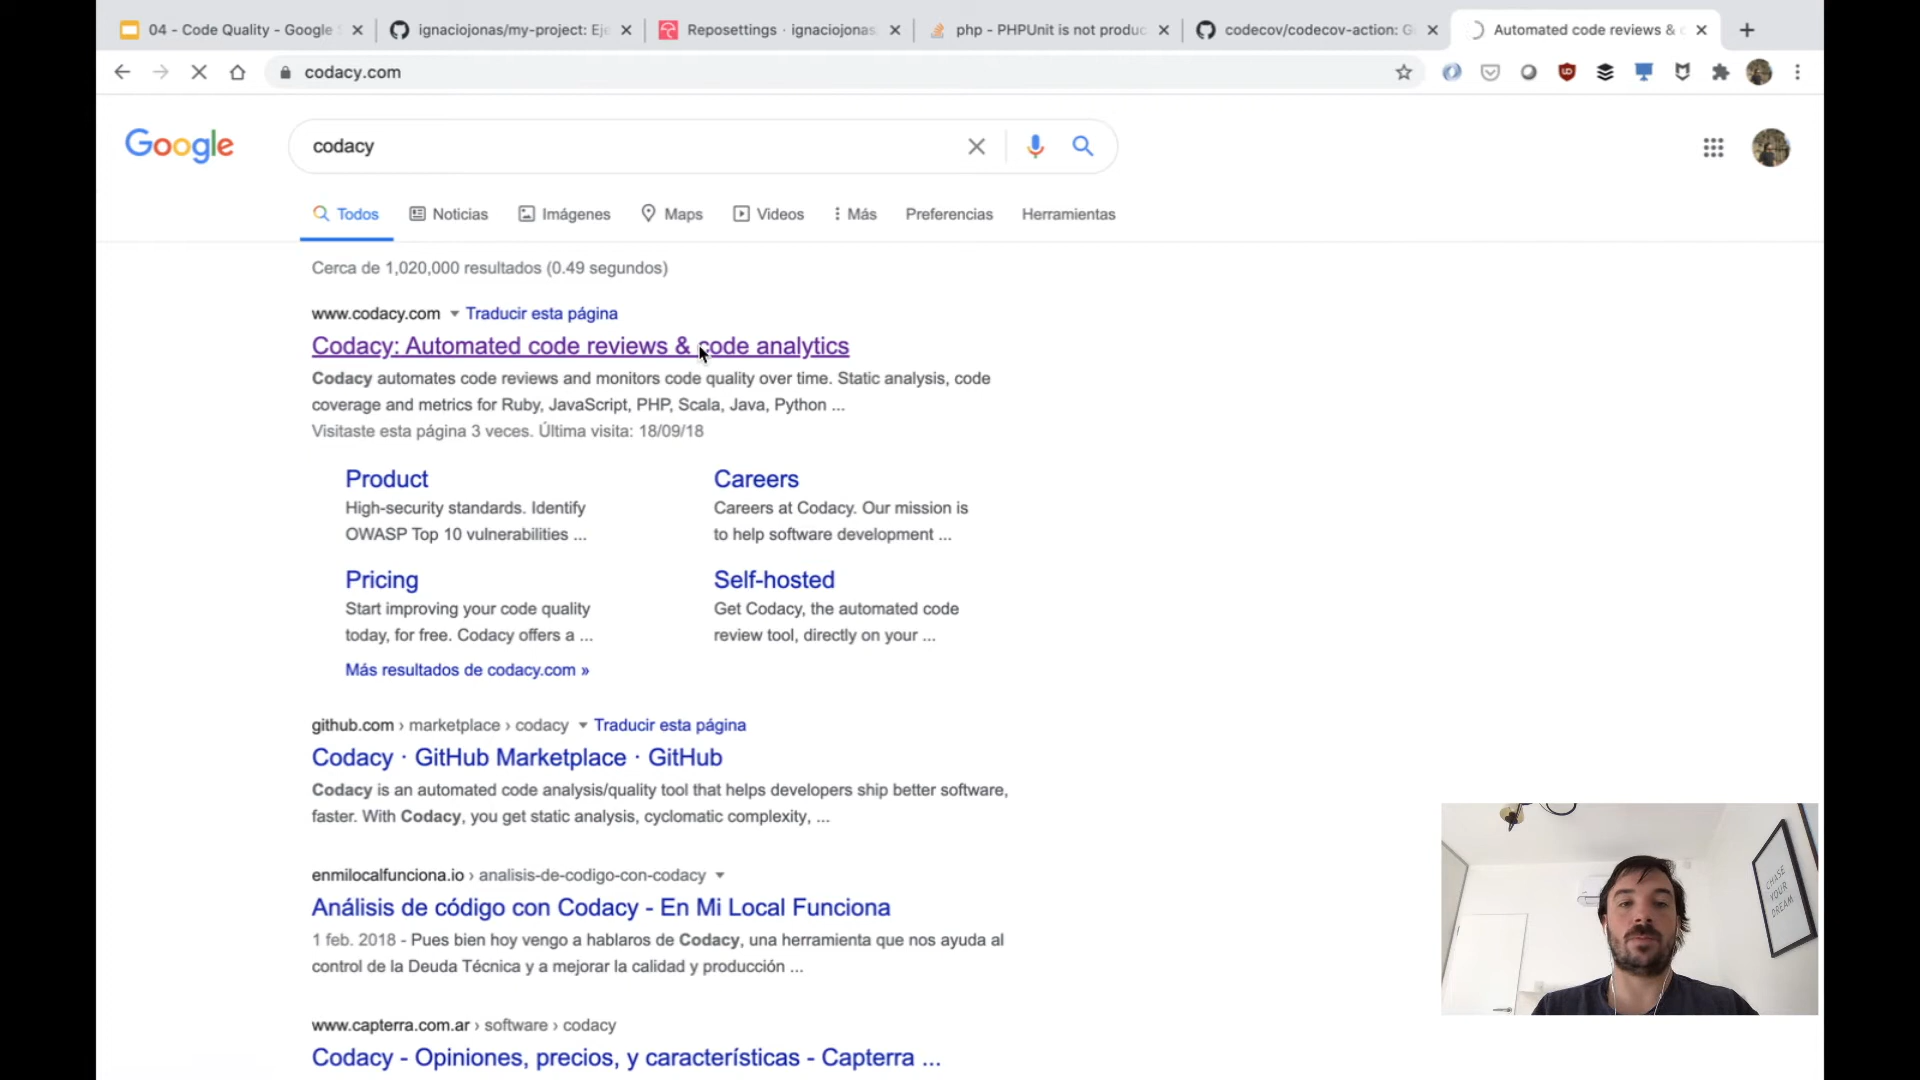 04 - Code Quality - Google
ignaciojonas/my-project: Eje
Reposettings · ignaciojonas
php - PHPUnit is not produc
codecov/codecov-action: G
Automated code reviews &
codacy.com
Google
codacy
Todos
Noticias
Imágenes
Maps
Videos
Más
Preferencias
Herramientas
Cerca de 1,020,000 resultados (0.49 segundos)
www.codacy.com Traducir esta página
Codacy: Automated code reviews & code analytics
Codacy automates code reviews and monitors code quality over time. Static analysis, code
coverage and metrics for Ruby, JavaScript, PHP, Scala, Java, Python ...
Visitaste esta página 3 veces. Última visita: 18/09/18
Product
High-security standards. Identify
OWASP Top 10 vulnerabilities ...
Careers
Careers at Codacy. Our mission is
to help software development ...
Pricing
Start improving your code quality
today, for free. Codacy offers a ...
Self-hosted
Get Codacy, the automated code
review tool, directly on your ...
Más resultados de codacy.com »
github.com › marketplace › codacy Traducir esta página
Codacy · GitHub Marketplace · GitHub
Codacy is an automated code analysis/quality tool that helps developers ship better software,
faster. With Codacy, you get static analysis, cyclomatic complexity, ...
enmilocalfunciona.io › analisis-de-codigo-con-codacy
Análisis de código con Codacy - En Mi Local Funciona
1 feb. 2018 - Pues bien hoy vengo a hablaros de Codacy, una herramienta que nos ayuda al
control de la Deuda Técnica y a mejorar la calidad y producción ...
www.capterra.com.ar › software › codacy
Codacy - Opiniones, precios, y características - Capterra ...
CHASE
YOUR
DREAM